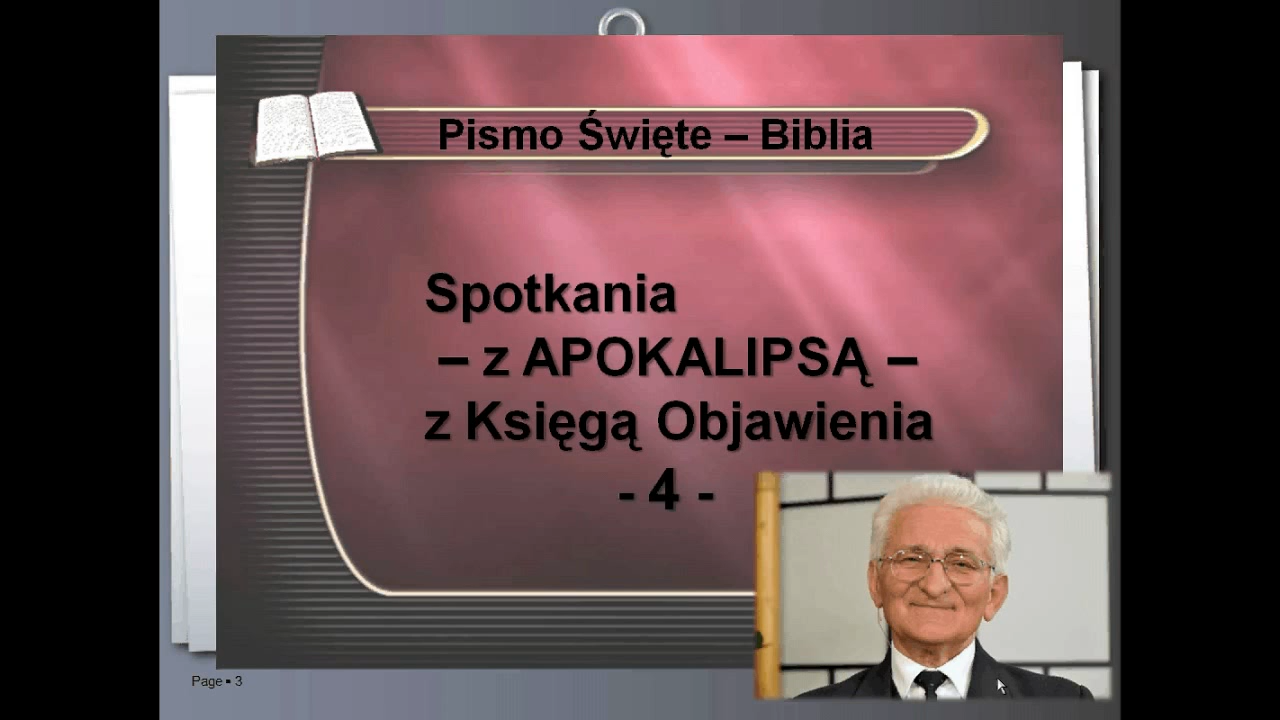 Pismo Święte – Biblia
Spotkania
– z APOKALIPSĄ –
z Księgą Objawienia
- 4 -
Page ▪ 3